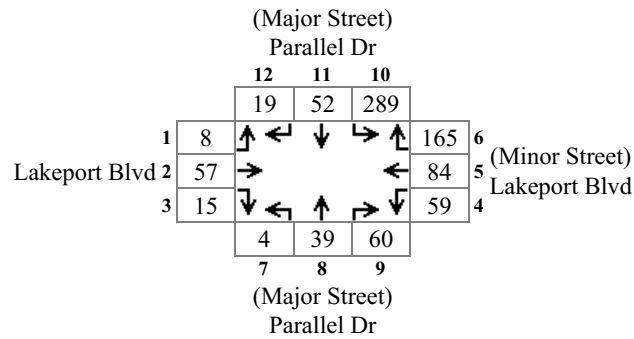 (Major Street)
Parallel Dr
12 11 10
19 52 289
1 8 165 6
Lakeport Blvd 2 57 84 5 (Minor Street)
Lakeport Blvd
3 15 59 4
4 39 60
7 8 9
(Major Street)
Parallel Dr